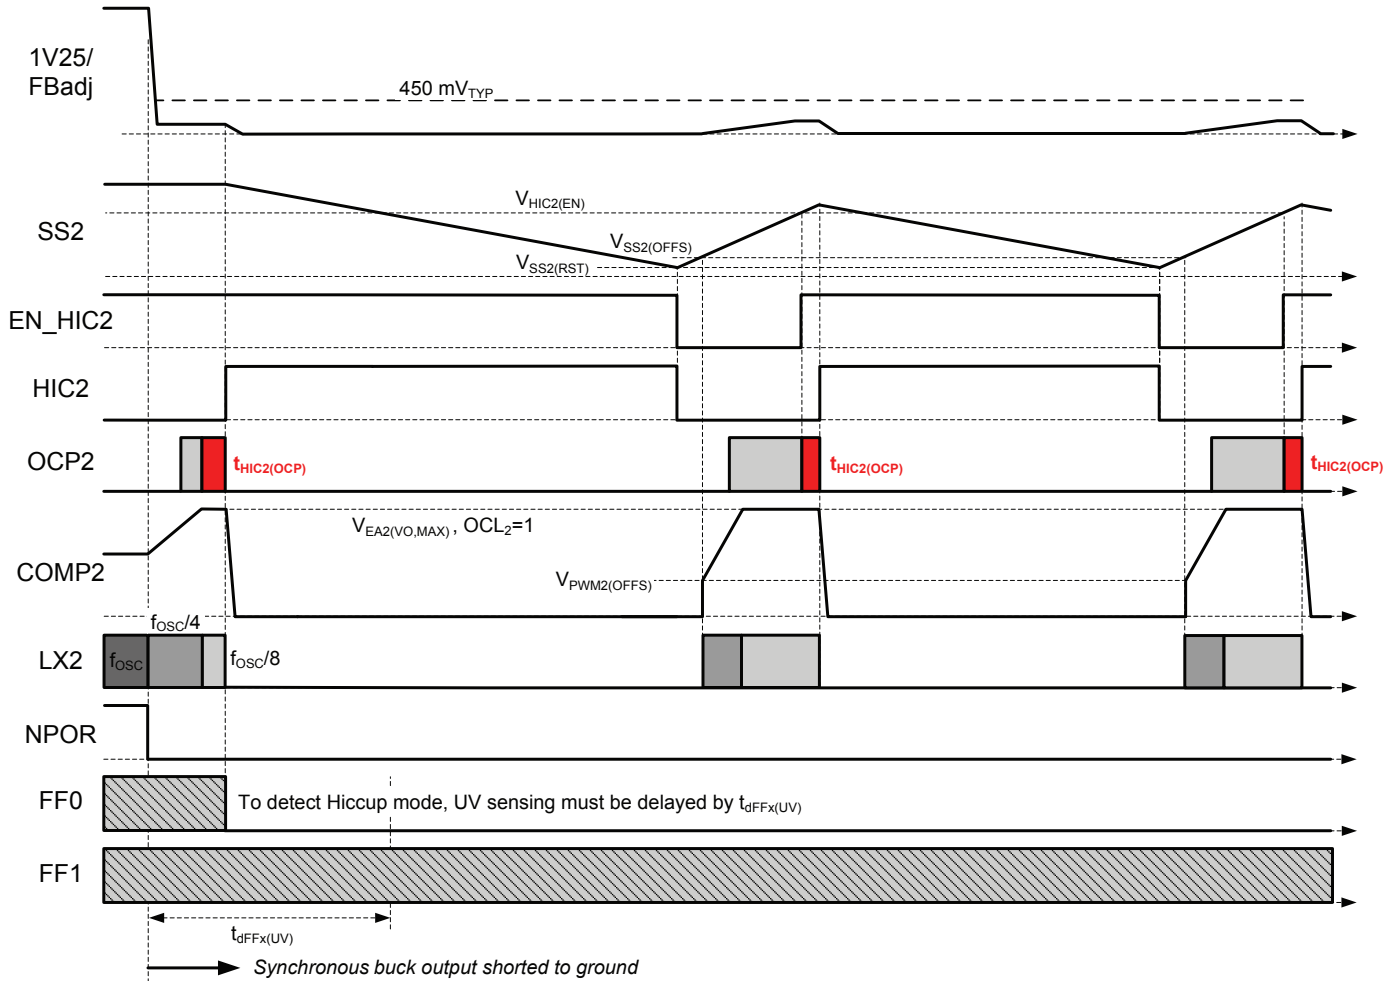 1V25/
FBadj
450 mVTYP
SS2
VHIC2(EN)
VSS2(OFFS)
VSS2(RST)
EN_HIC2
HIC2
OCP2
tHIC2(OCP)
tHIC2(OCP)
tHIC2(OCP)
COMP2
VEA2(VO,MAX) , OCL2=1
VPWM2(OFFS)
LX2
fOSC
fOSC/4
fOSC/8
NPOR
FF0
To detect Hiccup mode, UV sensing must be delayed by tdFFx(UV)
FF1
tdFFx(UV)
Synchronous buck output shorted to ground